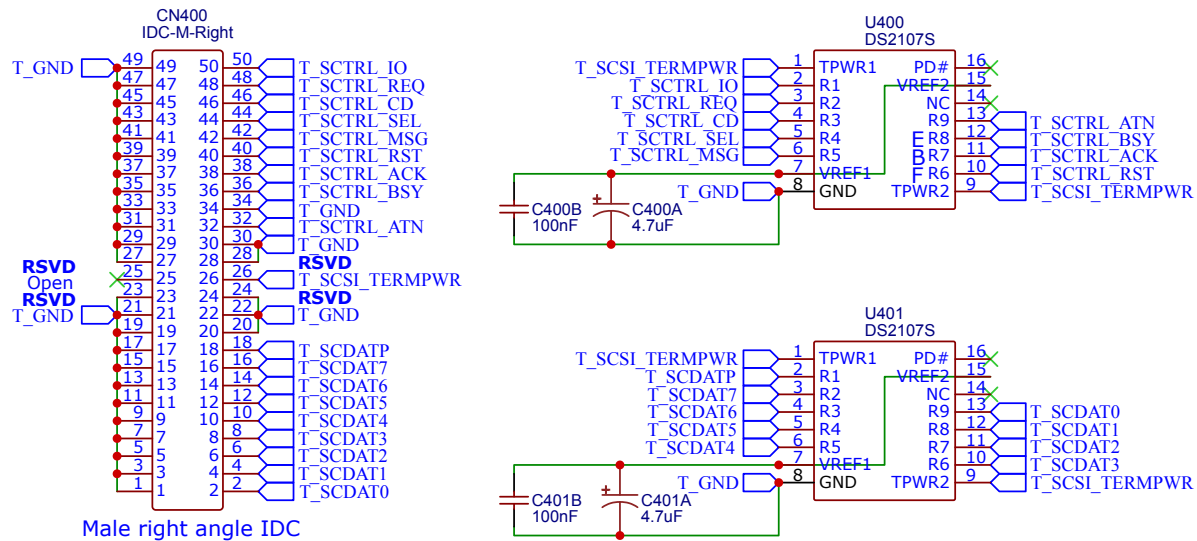 CN400
IDC-M-Right
T_GND 49 49 50 50 T_SCTRL_IO
47 47 48 48 T_SCTRL_REQ
45 45 46 46 T_SCTRL_CD
43 43 44 44 T_SCTRL_SEL
41 41 42 42 T_SCTRL_MSG
39 39 40 40 T_SCTRL_RST
37 37 38 38 T_SCTRL_ACK
35 35 36 36 T_SCTRL_BSY
33 33 34 34 T_GND
31 31 32 32 T_SCTRL_ATN
29 29 30 30 T_GND
27 27 28 28 RSVD
RSVD 25 25 26 26 T_SCSI_TERMPWR
Open
RSVD 23 23 24 24 RSVD
T_GND 21 21 22 22 T_GND
19 19 20 20
17 17 18 18 T_SCDATP
15 15 16 16 T_SCDAT7
13 13 14 14 T_SCDAT6
11 11 12 12 T_SCDAT5
9 9 10 10 T_SCDAT4
7 7 8 8 T_SCDAT3
5 5 6 6 T_SCDAT2
3 3 4 4 T_SCDAT1
1 1 2 2 T_SCDAT0
Male right angle IDC
U400
DS2107S
T_SCSI_TERMPWR 1 TPWR1 PD# 16
T_SCTRL_IO 2 R1 VREF2 15
T_SCTRL_REQ 3 R2 NC 14
T_SCTRL_CD 4 R3 R9 13 T_SCTRL_ATN
T_SCTRL_SEL 5 R4 E R8 12 T_SCTRL_BSY
T_SCTRL_MSG 6 R5 B R7 11 T_SCTRL_ACK
7 VREF1 F R6 10 T_SCTRL_RST
T_GND 8 GND TPWR2 9 T_SCSI_TERMPWR
C400B
100nF
+
C400A
4.7uF
U401
DS2107S
T_SCSI_TERMPWR 1 TPWR1 PD# 16
T_SCDATP 2 R1 VREF2 15
T_SCDAT7 3 R2 NC 14
T_SCDAT6 4 R3 R9 13 T_SCDAT0
T_SCDAT5 5 R4 R8 12 T_SCDAT1
T_SCDAT4 6 R5 R7 11 T_SCDAT2
7 VREF1 R6 10 T_SCDAT3
T_GND 8 GND TPWR2 9 T_SCSI_TERMPWR
C401B
100nF
+
C401A
4.7uF